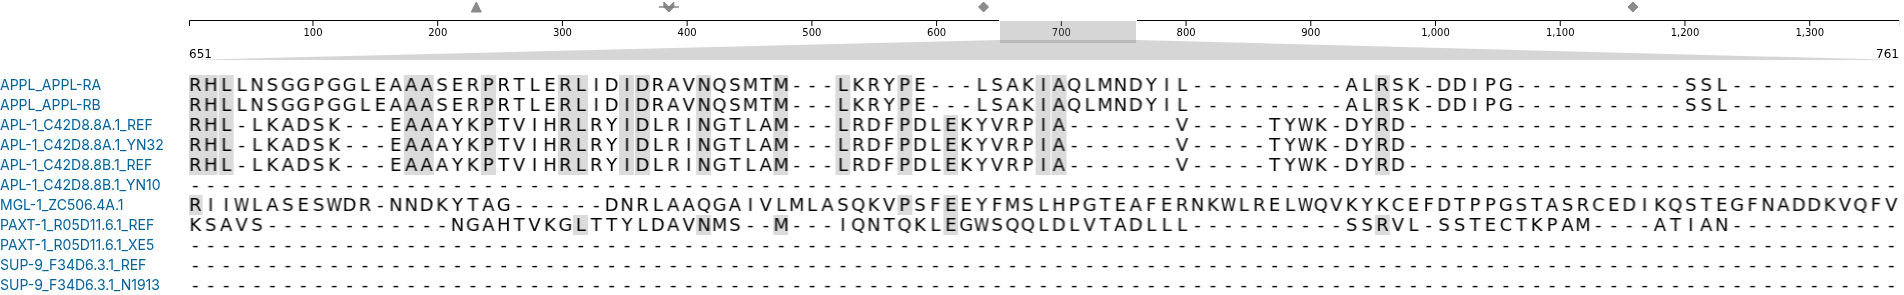 100 200 300 400 500 600 700 800 900 1,000 1,100 1,200 1,300
651 761
APPL_APPL-RA RHLLNSGGPGGLEAAASERPRTLERLIDIDRAVNQSMTM---LKRYPE---LSAKIAQLMNDYIL----------ALRSK-DDIPG-----------SSL-----------
APPL_APPL-RB RHLLNSGGPGGLEAAASERPRTLERLIDIDRAVNQSMTM---LKRYPE---LSAKIAQLMNDYIL----------ALRSK-DDIPG-----------SSL-----------
APL-1_C42D8.8A.1_REF RHL-LKADSK---EAAAYKPTVIHRLRYIDLRINGTLAM---LRDFPDLEKYVRPIA-------V-----TYWK-DYRD--------------------------------
APL-1_C42D8.8A.1_YN32 RHL-LKADSK---EAAAYKPTVIHRLRYIDLRINGTLAM---LRDFPDLEKYVRPIA-------V-----TYWK-DYRD--------------------------------
APL-1_C42D8.8B.1_REF RHL-LKADSK---EAAAYKPTVIHRLRYIDLRINGTLAM---LRDFPDLEKYVRPIA-------V-----TYWK-DYRD--------------------------------
APL-1_C42D8.8B.1_YN10 ---------------------------------------------------------------------------------------------------------------
MGL-1_ZC506.4A.1 RIIWLASESWDR-NNDKYTAG------DNRLAAQGAIVLMLASQKVPSFEEYFMSLHPGTEAFERNKWLRELWQVKYKCEFDTPPGSTASRCEDIKQSTEGFNADDKVQFV
PAXT-1_R05D11.6.1_REF KSAVS------------NGAHTVKGLTTYLDAVNMS--M---IQNTQKLEGWSQQLDLVTADLLL----------SSRVL-SSTECTKPAM----ATIAN-----------
PAXT-1_R05D11.6.1_XE5 ---------------------------------------------------------------------------------------------------------------
SUP-9_F34D6.3.1_REF ---------------------------------------------------------------------------------------------------------------
SUP-9_F34D6.3.1_N1913 ---------------------------------------------------------------------------------------------------------------